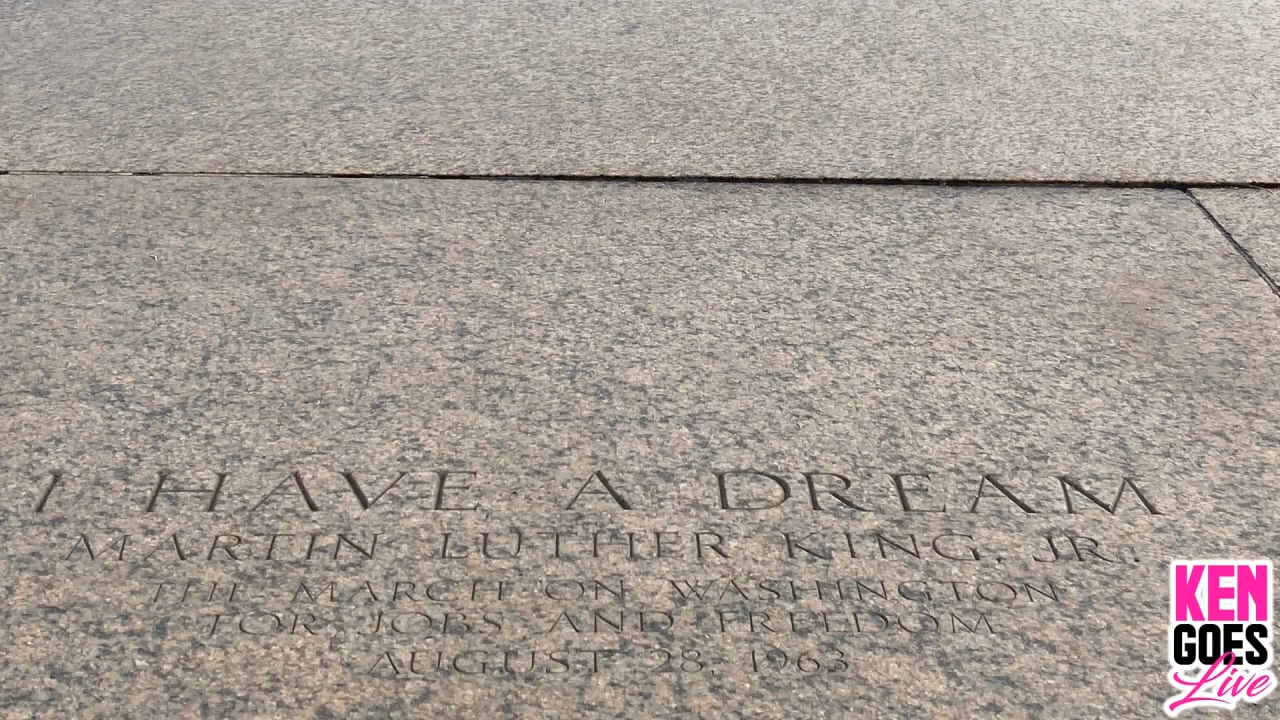 I HAVE A DREAM
MARTIN LUTHER KING, JR.
THE MARCH ON WASHINGTON
FOR JOBS AND FREEDOM
AUGUST 28, 1963
KEN
GOES
Live